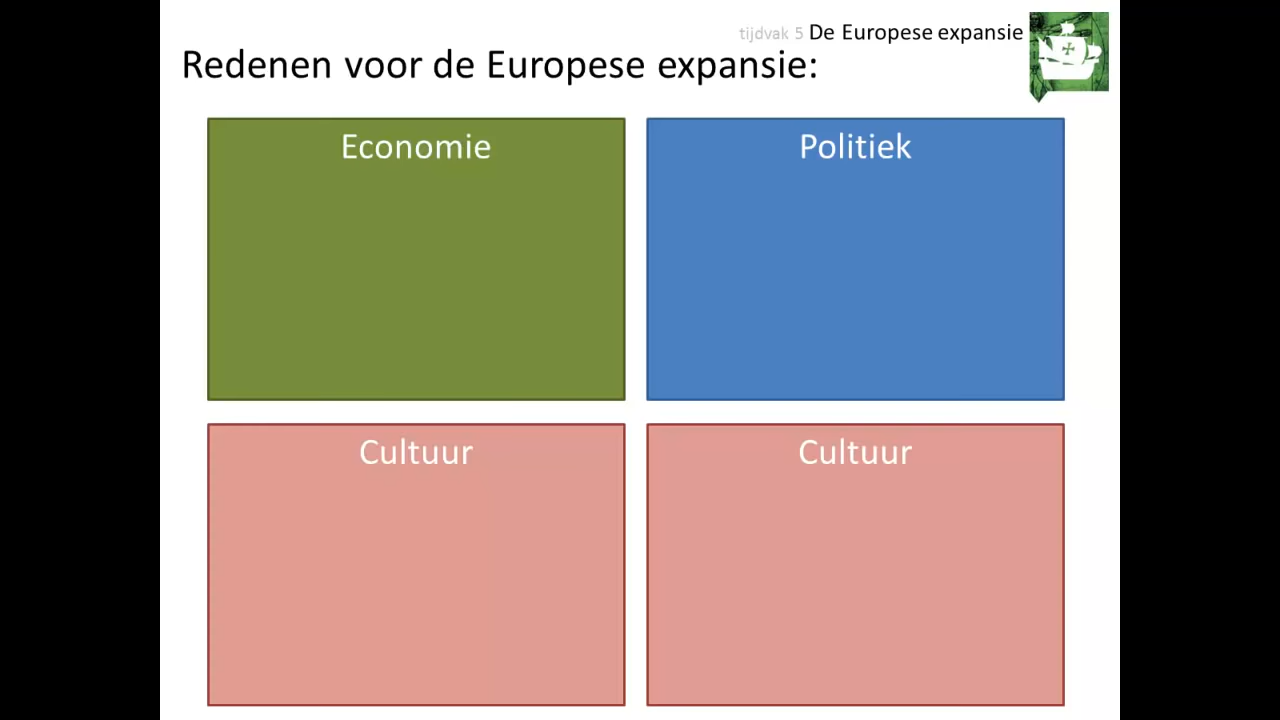 tijdvak 5 De Europese expansie
Redenen voor de Europese expansie:
Economie
Politiek
Cultuur
Cultuur